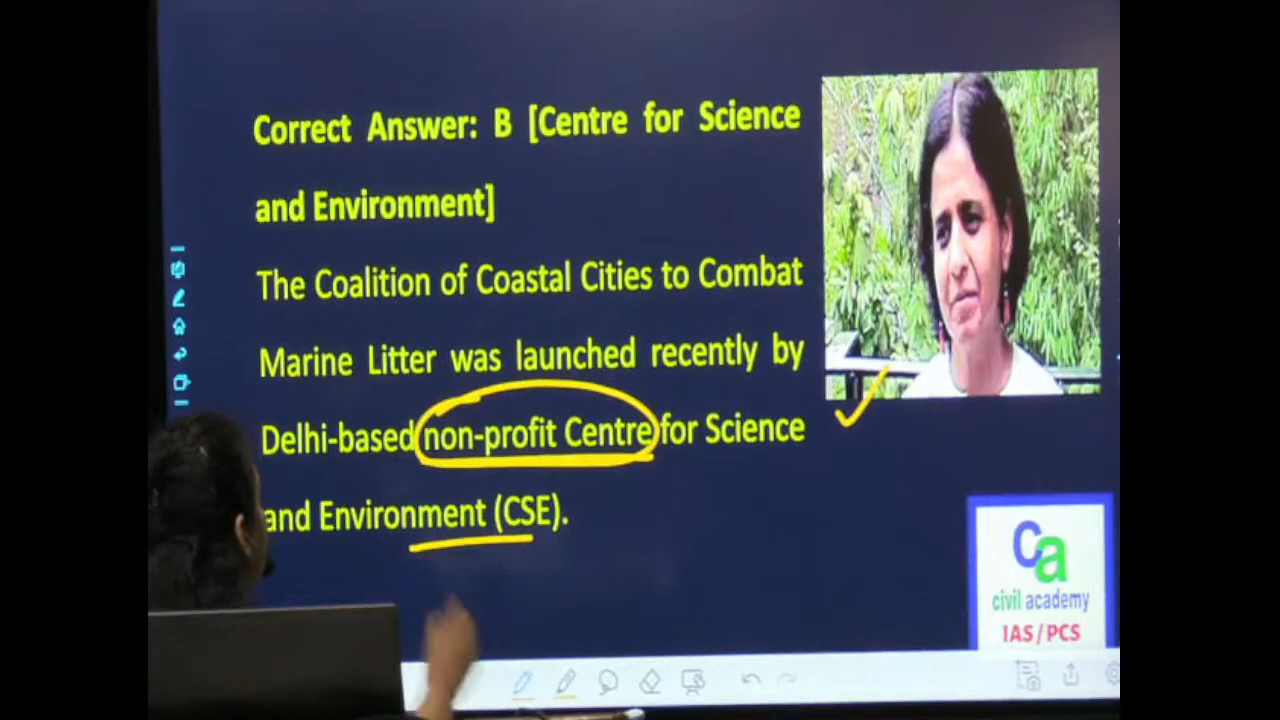 Correct Answer: B [Centre for Science
and Environment]
The Coalition of Coastal Cities to Combat
Marine Litter was launched recently by
Delhi-based non-profit Centre for Science
and Environment (CSE).
ca
civil academy
IAS/PCS